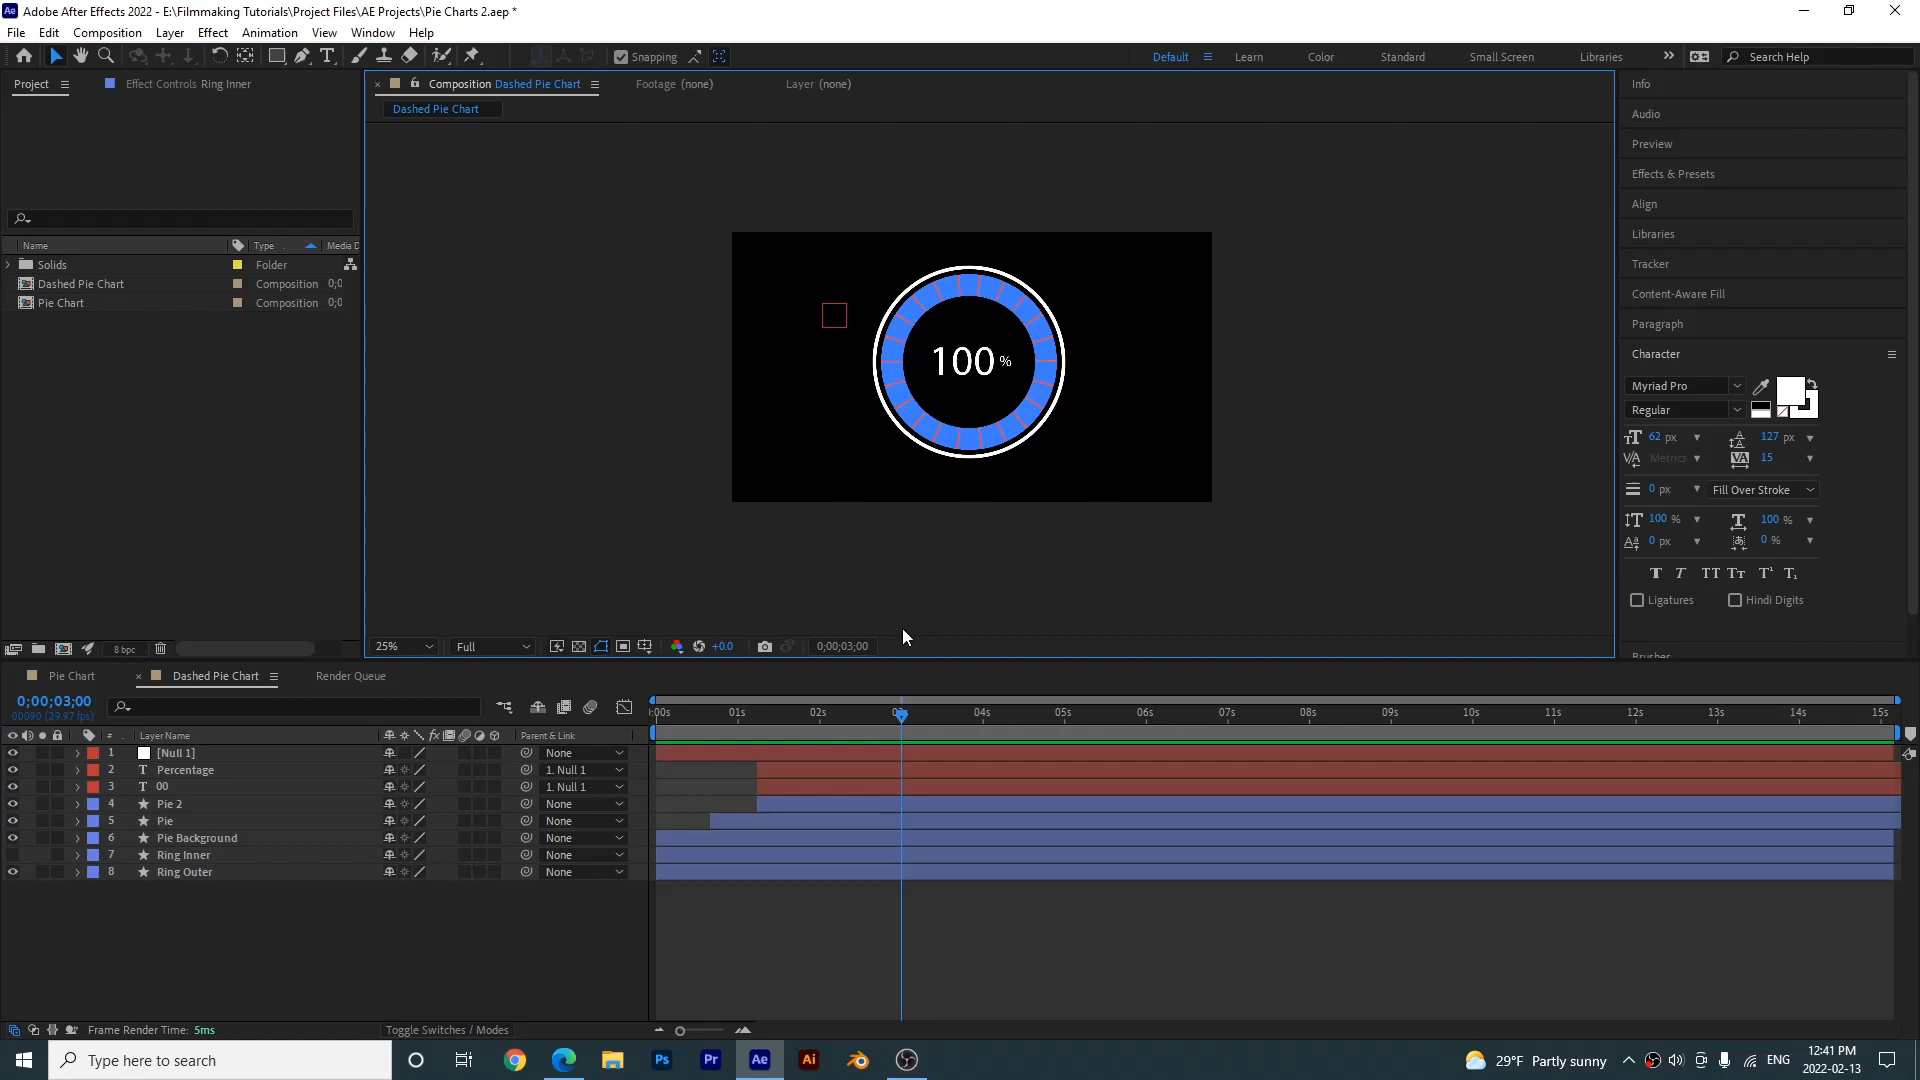 Ae Adobe After Effects 2022 - E:\Filmmaking Tutorials\Project Files\AE Projects\Pie Charts 2.aep *
File Edit Composition Layer Effect Animation View Window Help
Snapping Default Learn Color Standard Small Screen Libraries Search Help
Project Effect Controls Ring Inner Composition Dashed Pie Chart Footage (none) Layer (none) Info
Dashed Pie Chart
Audio
Preview
Effects & Presets
Align
Libraries
Tracker
Content-Aware Fill
Paragraph
Name Type Media D
Solids Folder
Dashed Pie Chart Composition 0;0
Pie Chart Composition 0;0
100 %
Character
Myriad Pro
Regular
62 px 127 px
Metrics 15
0 px Fill Over Stroke
100 % 100 %
0 px 0 %
T T TT Tт T¹ T₁
Ligatures Hindi Digits
8 bpc 25% Full +0.0 0;00;03;00
Pie Chart Dashed Pie Chart Render Queue
0;00;03;00
00090 (29.97 fps)
:00s 01s 02s 04s 05s 06s 07s 08s 09s 10s 11s 12s 13s 14s 15s
# Layer Name fx Parent & Link
1 [Null 1] None
2 T Percentage 1. Null 1
3 T 00 1. Null 1
4 Pie 2 None
5 Pie None
6 Pie Background None
7 Ring Inner None
8 Ring Outer None
Frame Render Time: 5ms Toggle Switches / Modes
Type here to search Ps Pr Ae Ai 29°F Partly sunny ENG 12:41 PM
2022-02-13